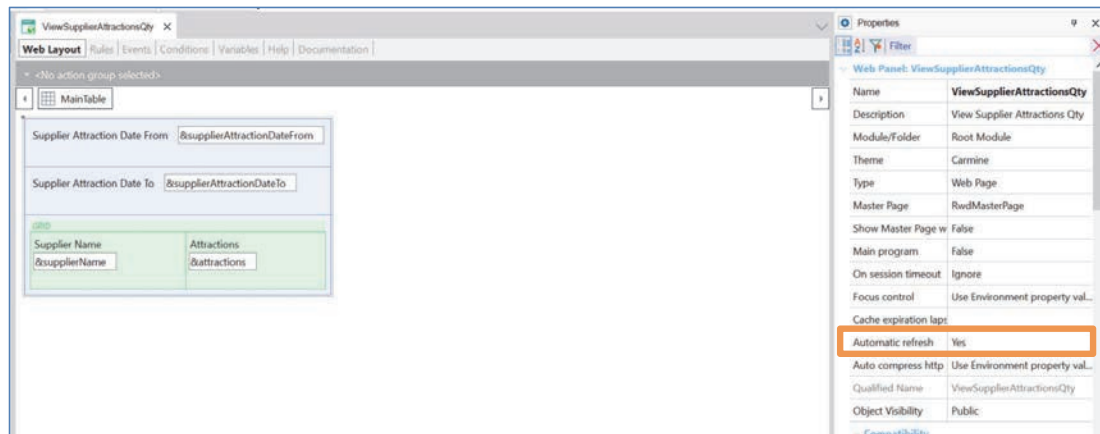 ViewSupplierAttractionsQty X
Web Layout | Rules | Events | Conditions | Variables | Help | Documentation |
<No action group selected>
MainTable
Supplier Attraction Date From &supplierAttractionDateFrom
Supplier Attraction Date To &supplierAttractionDateTo
GRID
Supplier Name Attractions
&supplierName &attractions
Properties
Filter
Web Panel: ViewSupplierAttractionsQty
Name ViewSupplierAttractionsQty
Description View Supplier Attractions Qty
Module/Folder Root Module
Theme Carmine
Type Web Page
Master Page RwdMasterPage
Show Master Page w False
Main program False
On session timeout Ignore
Focus control Use Environment property val...
Cache expiration laps
Automatic refresh Yes
Auto compress http Use Environment property val...
Qualified Name ViewSupplierAttractionsQty
Object Visibility Public
Compatibility